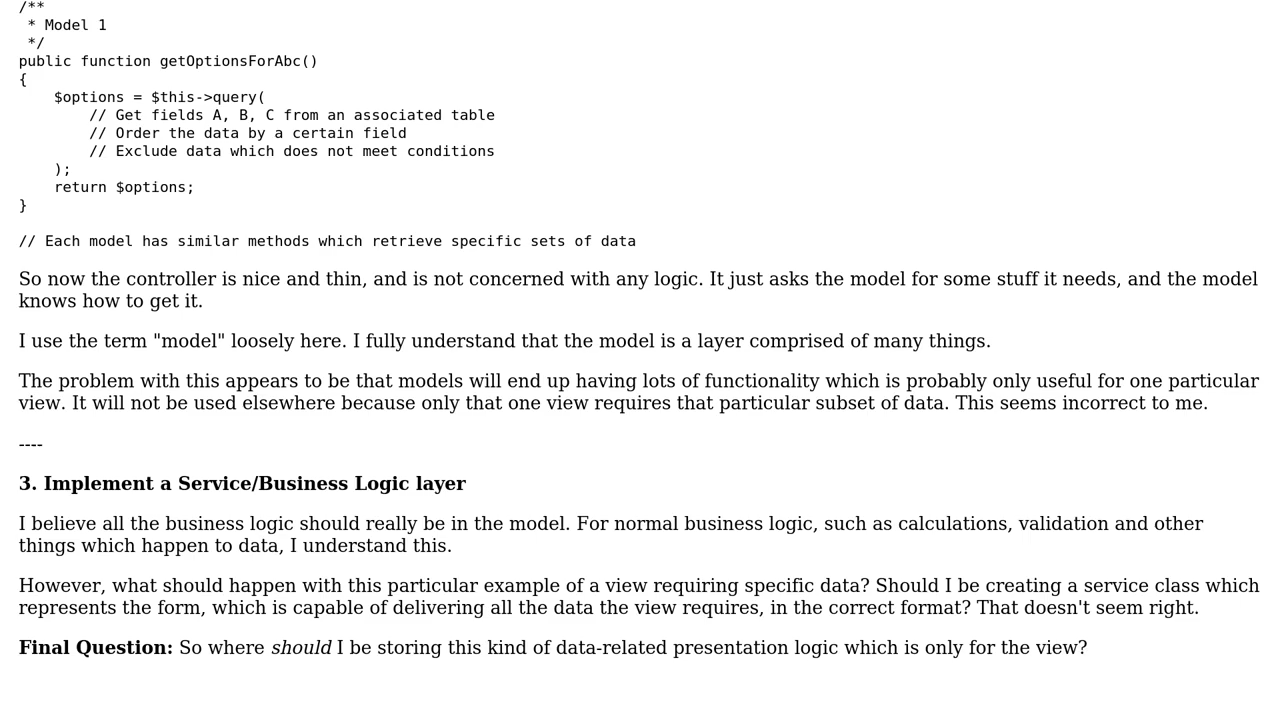 /**
 * Model 1
 */
public function getOptionsForAbc()
{
    $options = $this->query(
        // Get fields A, B, C from an associated table
        // Order the data by a certain field
        // Exclude data which does not meet conditions
    );
    return $options;
}

// Each model has similar methods which retrieve specific sets of data
So now the controller is nice and thin, and is not concerned with any logic. It just asks the model for some stuff it needs, and the model
knows how to get it.
I use the term "model" loosely here. I fully understand that the model is a layer comprised of many things.
The problem with this appears to be that models will end up having lots of functionality which is probably only useful for one particular
view. It will not be used elsewhere because only that one view requires that particular subset of data. This seems incorrect to me.
----
3. Implement a Service/Business Logic layer
I believe all the business logic should really be in the model. For normal business logic, such as calculations, validation and other
things which happen to data, I understand this.
However, what should happen with this particular example of a view requiring specific data? Should I be creating a service class which
represents the form, which is capable of delivering all the data the view requires, in the correct format? That doesn't seem right.
Final Question: So where should I be storing this kind of data-related presentation logic which is only for the view?